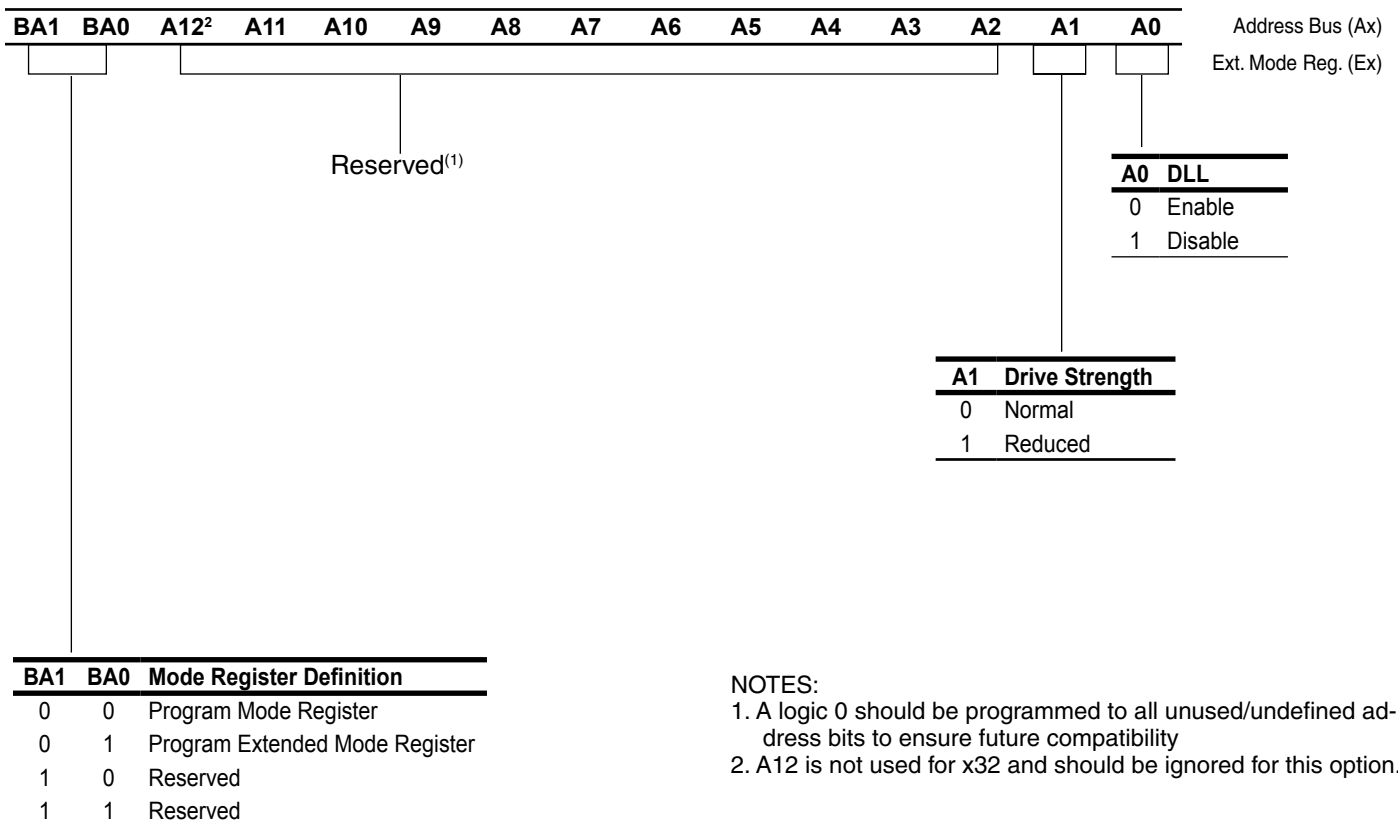 BA1 BA0 A12² A11 A10 A9 A8 A7 A6 A5 A4 A3 A2 A1 A0 Address Bus (Ax)
Ext. Mode Reg. (Ex)
Reserved⁽¹⁾
A0 DLL
0 Enable
1 Disable
A1 Drive Strength
0 Normal
1 Reduced
BA1 BA0 Mode Register Definition
0 0 Program Mode Register
0 1 Program Extended Mode Register
1 0 Reserved
1 1 Reserved
NOTES:
1. A logic 0 should be programmed to all unused/undefined ad-
dress bits to ensure future compatibility
2. A12 is not used for x32 and should be ignored for this option.